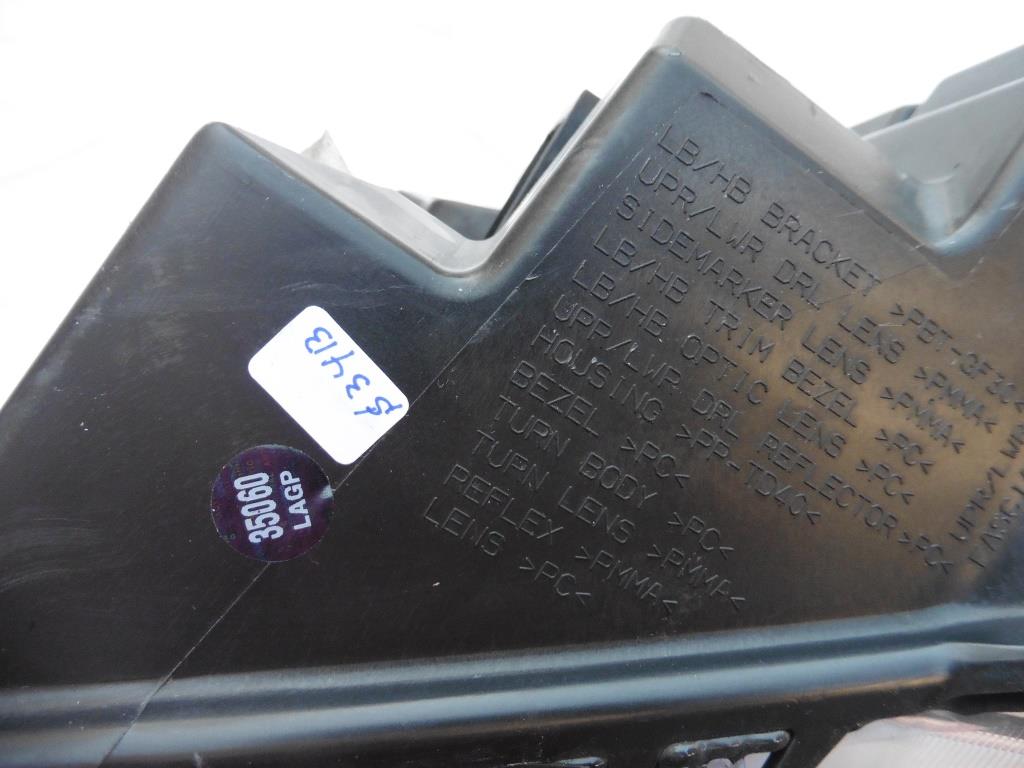 LB/HB BRACKET >PBT-GF30<
UPR/LWR DRL LENS >PMMA<
SIDEMARKER LENS >PMMA<
LB/HB TRIM BEZEL >PC<
LB/HB OPTIC LENS >PC<
UPR/LWR DRL REFLECTOR >PC<
HOUSING >PP-TD40<
BEZEL >PC<
TURN BODY >PC<
TURN LENS >PMMA<
REFLEX >PMMA<
LENS >PC<
UPR/LWR
35060
LAGP